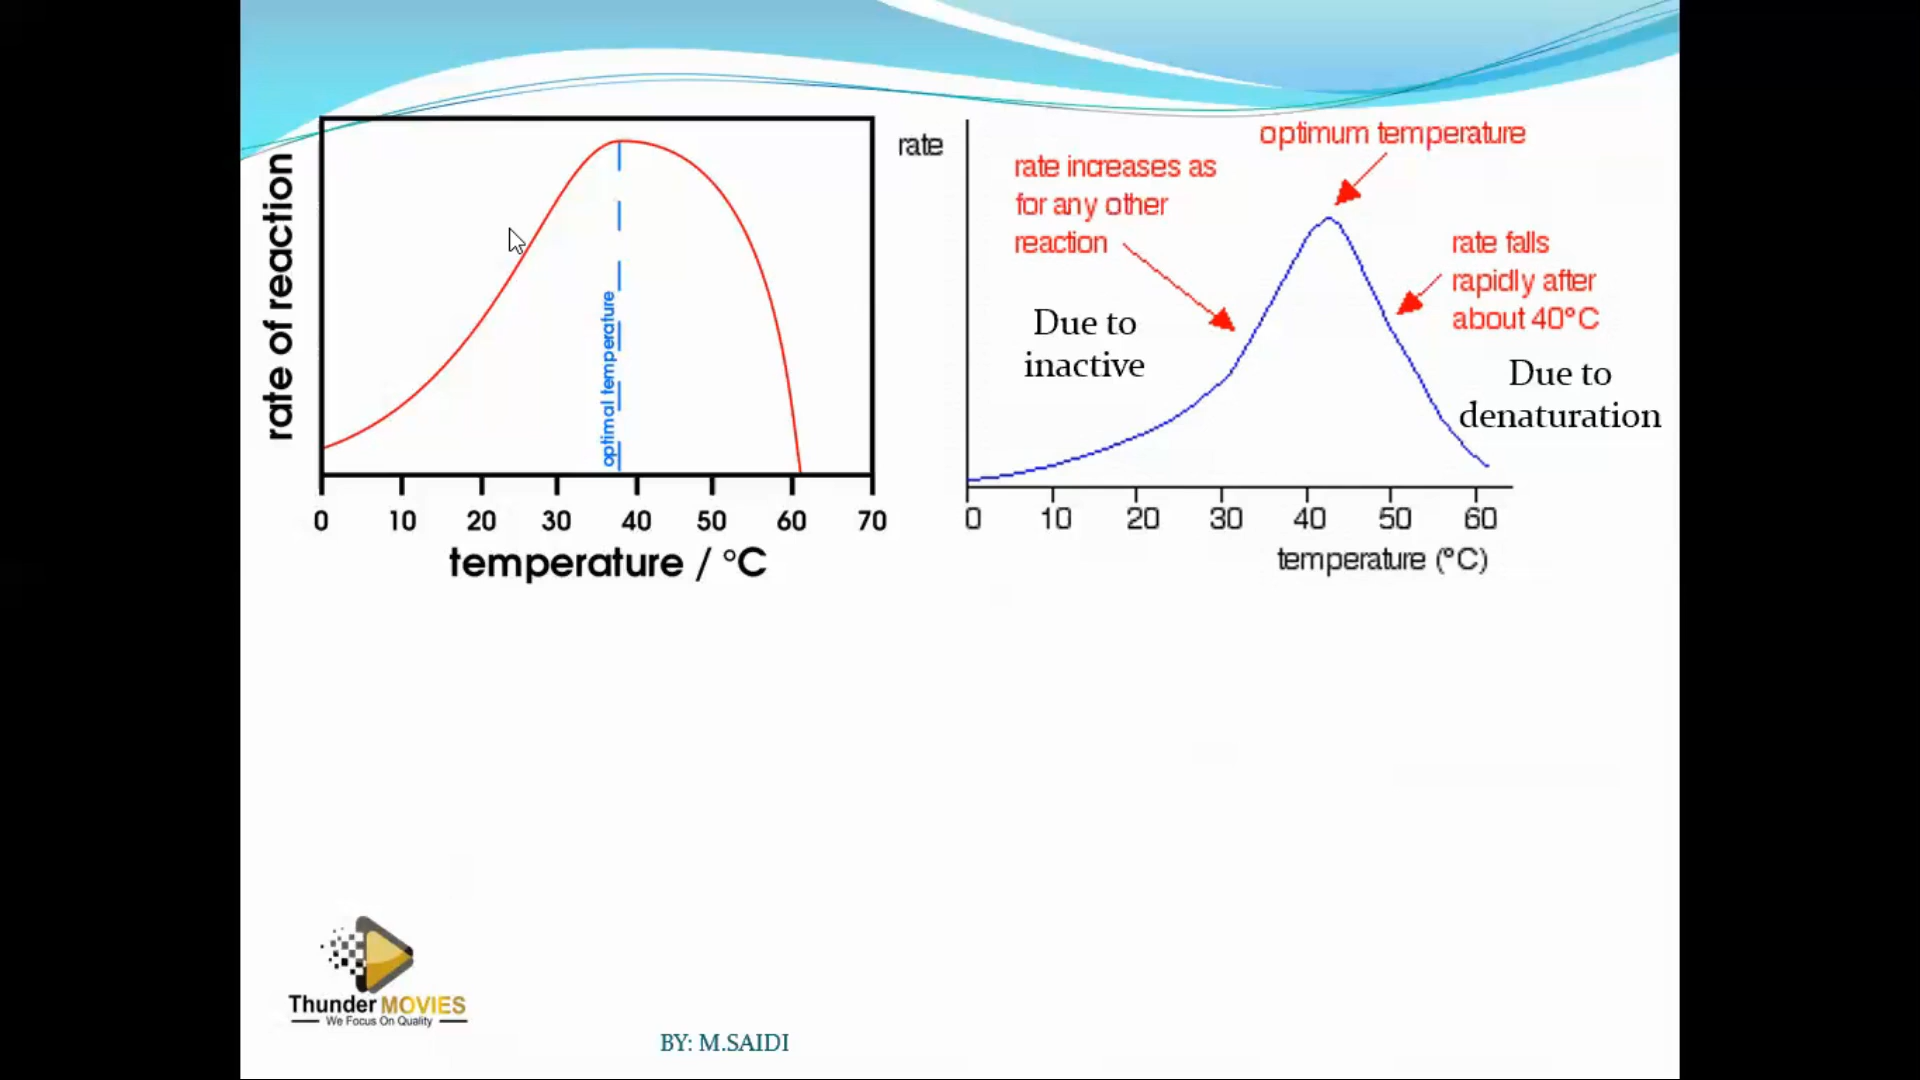 rate of reaction
optimal temperature
0 10 20 30 40 50 60 70
temperature / °C
rate
optimum temperature
rate increases as
for any other
reaction
rate falls
rapidly after
about 40°C
Due to
inactive
Due to
denaturation
0 10 20 30 40 50 60
temperature (°C)
Thunder MOVIES
We Focus On Quality
BY: M.SAIDI